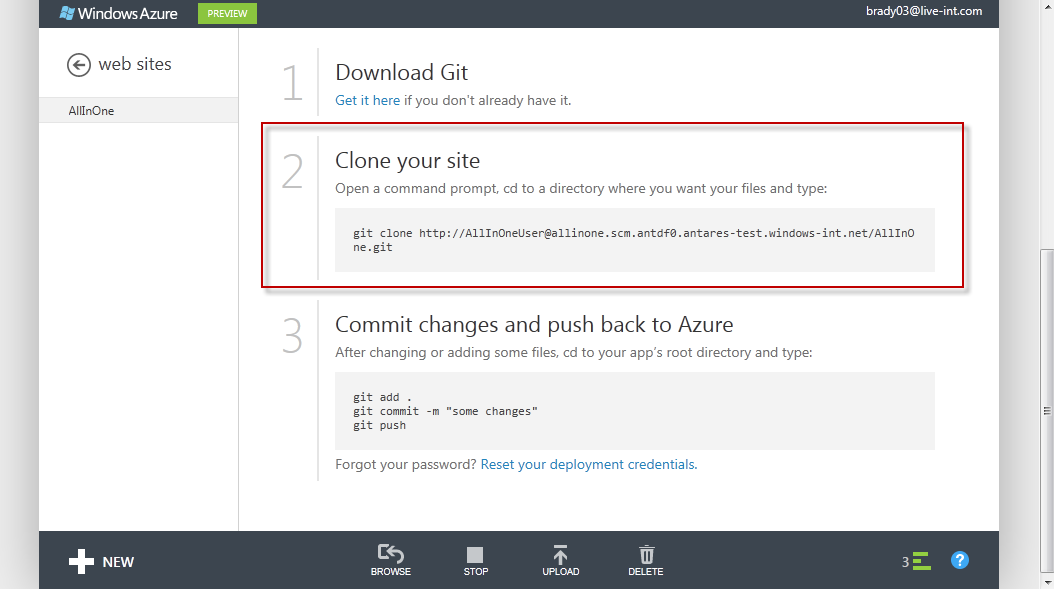 Windows Azure PREVIEW brady03@live-int.com
web sites
AllInOne
1
Download Git
Get it here if you don't already have it.
2
Clone your site
Open a command prompt, cd to a directory where you want your files and type:
git clone http://AllInOneUser@allinone.scm.antdf0.antares-test.windows-int.net/AllInO
ne.git
3
Commit changes and push back to Azure
After changing or adding some files, cd to your app's root directory and type:
git add .
git commit -m "some changes"
git push
Forgot your password? Reset your deployment credentials.
NEW
BROWSE
STOP
UPLOAD
DELETE
3
?